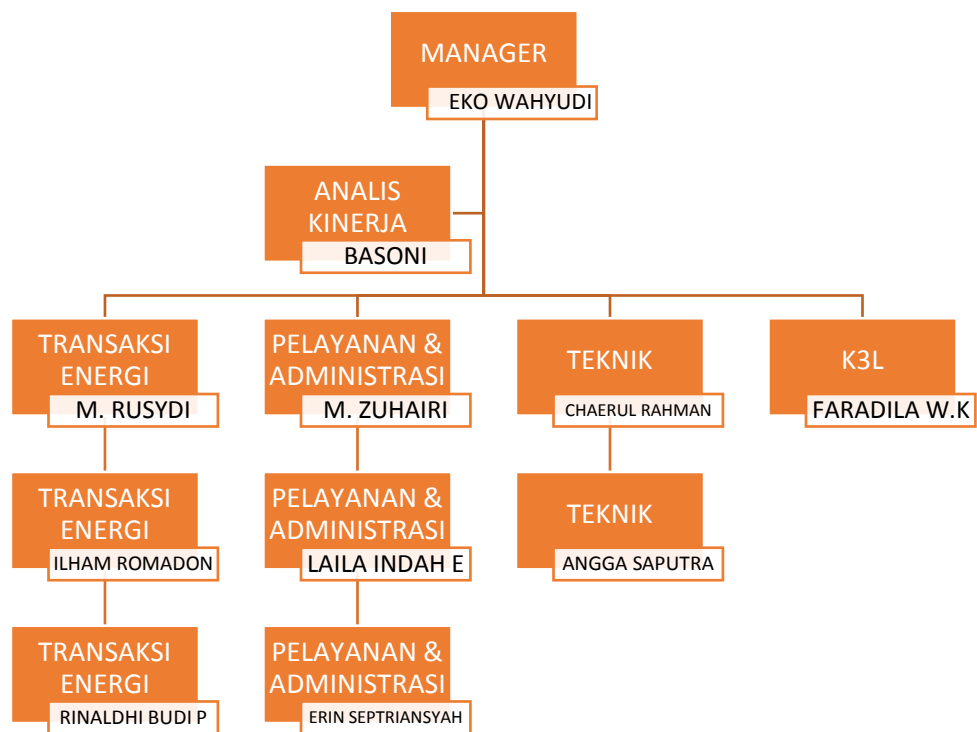 MANAGER
EKO WAHYUDI
ANALIS
KINERJA
BASONI
TRANSAKSI
ENERGI
M. RUSYDI
PELAYANAN &
ADMINISTRASI
M. ZUHAIRI
TEKNIK
CHAERUL RAHMAN
K3L
FARADILA W.K
TRANSAKSI
ENERGI
ILHAM ROMADON
PELAYANAN &
ADMINISTRASI
LAILA INDAH E
TEKNIK
ANGGA SAPUTRA
TRANSAKSI
ENERGI
RINALDHI BUDI P
PELAYANAN &
ADMINISTRASI
ERIN SEPTRIANSYAH